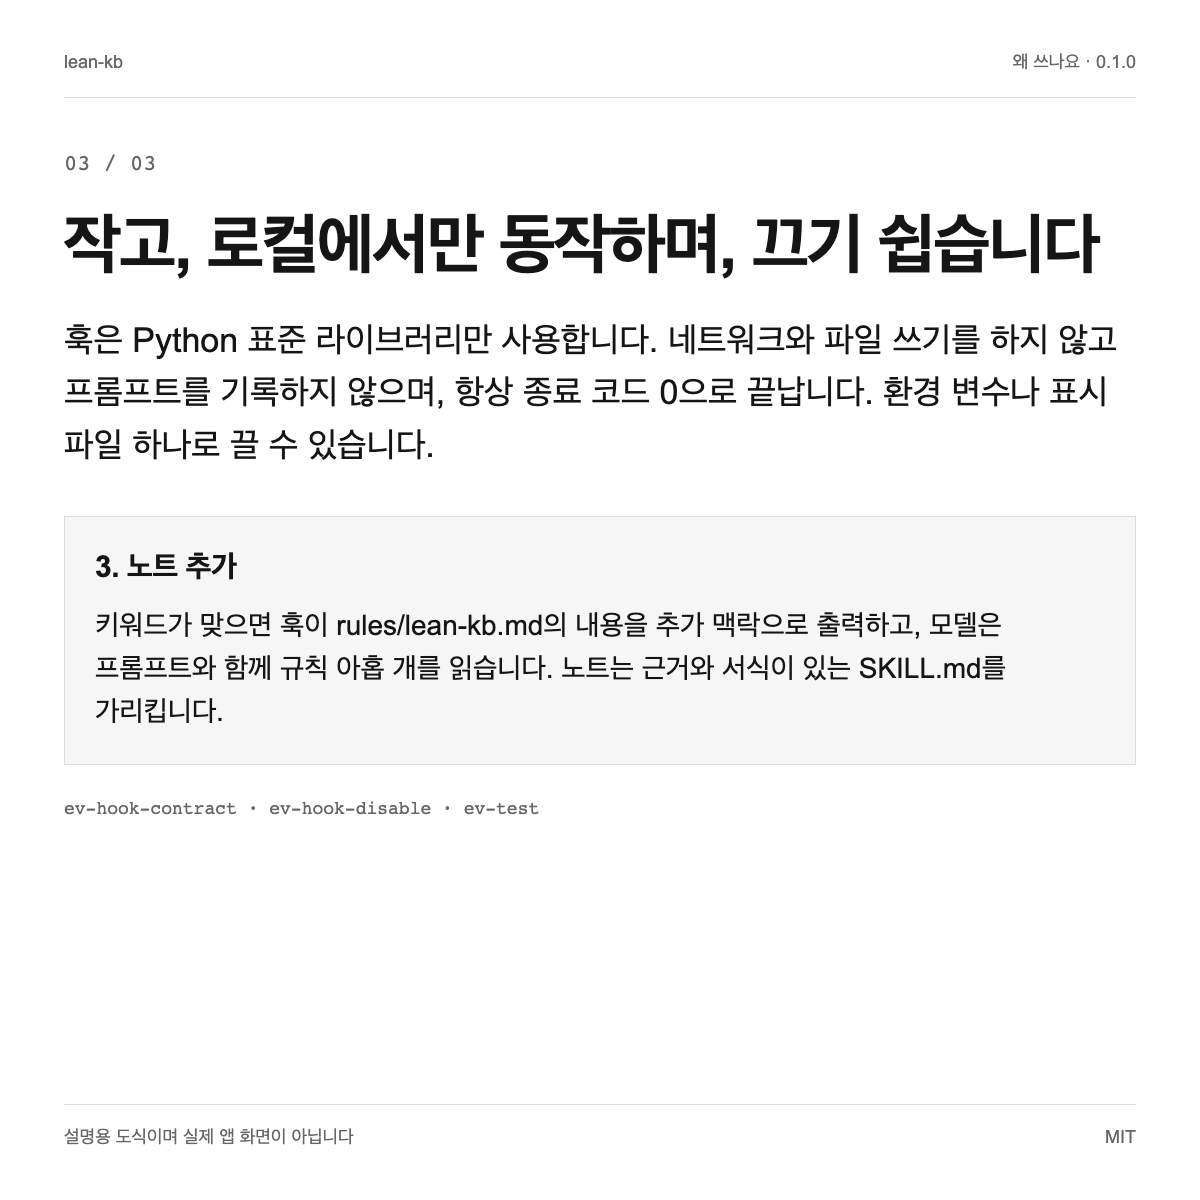 lean-kb
왜 쓰나요 · 0.1.0
03 / 03
작고, 로컬에서만 동작하며, 끄기 쉽습니다
훅은 Python 표준 라이브러리만 사용합니다. 네트워크와 파일 쓰기를 하지 않고
프롬프트를 기록하지 않으며, 항상 종료 코드 0으로 끝납니다. 환경 변수나 표시
파일 하나로 끌 수 있습니다.
3. 노트 추가
키워드가 맞으면 훅이 rules/lean-kb.md의 내용을 추가 맥락으로 출력하고, 모델은
프롬프트와 함께 규칙 아홉 개를 읽습니다. 노트는 근거와 서식이 있는 SKILL.md를
가리킵니다.
ev-hook-contract · ev-hook-disable · ev-test
설명용 도식이며 실제 앱 화면이 아닙니다
MIT